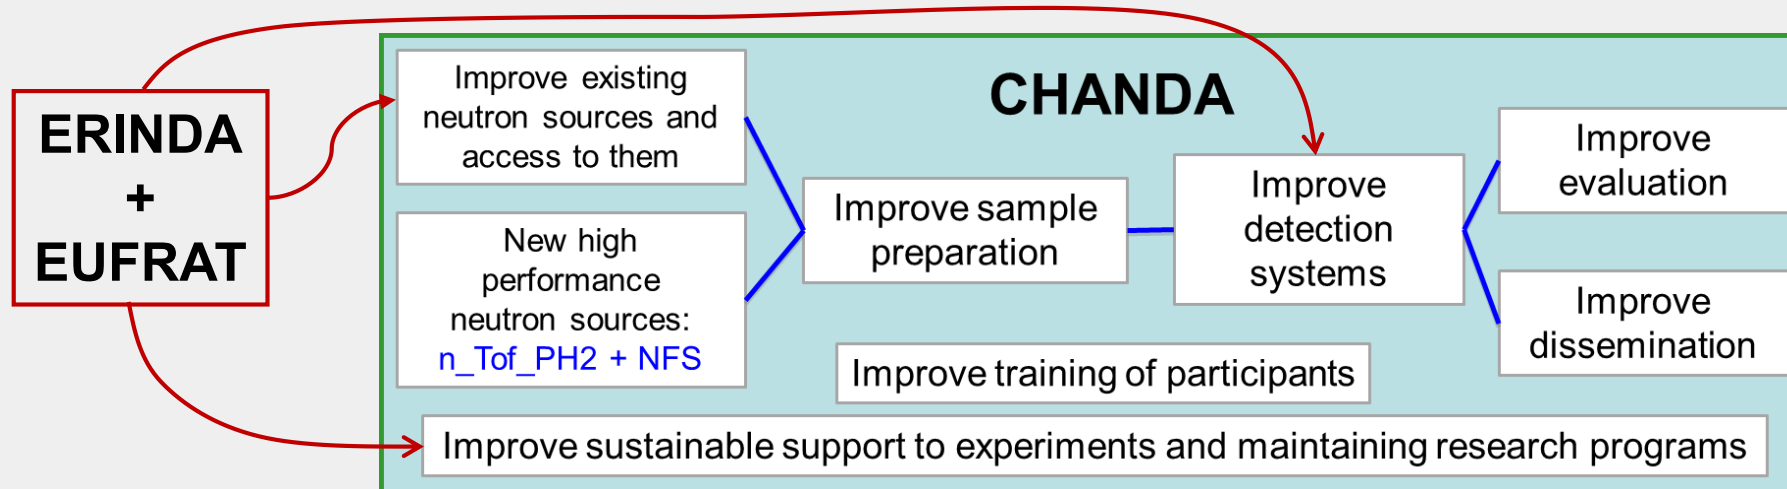 ERINDA
+
EUFRAT
CHANDA
Improve existing
neutron sources and
access to them
New high
performance
neutron sources:
n_Tof_PH2 + NFS
Improve sample
preparation
Improve
detection
systems
Improve
evaluation
Improve
dissemination
Improve training of participants
Improve sustainable support to experiments and maintaining research programs